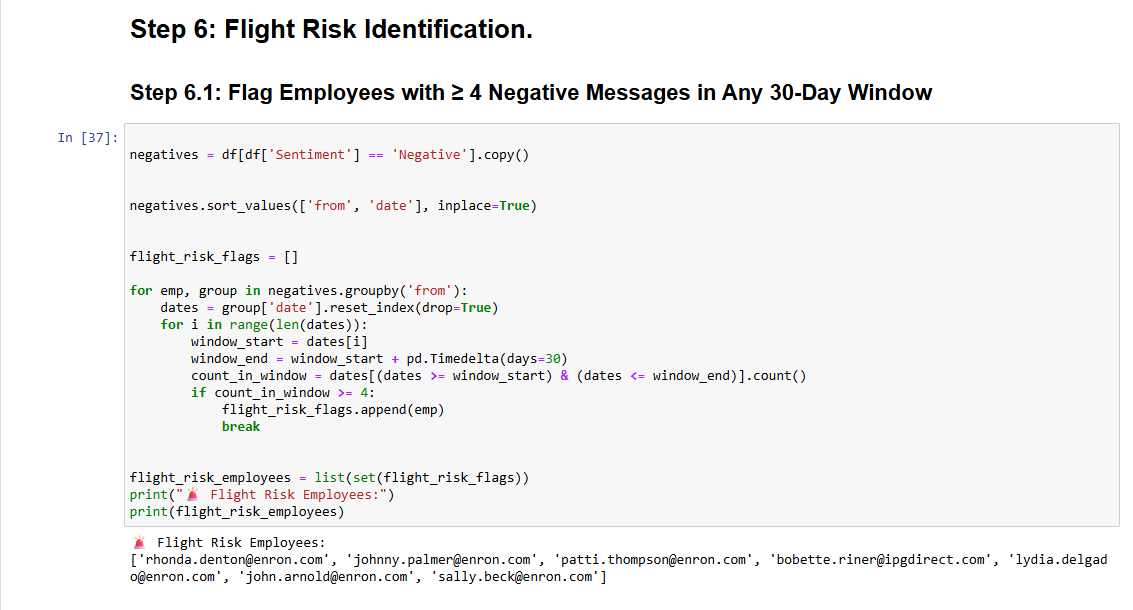 Step 6: Flight Risk Identification.
Step 6.1: Flag Employees with ≥ 4 Negative Messages in Any 30-Day Window
In [37]:
negatives = df[df['Sentiment'] == 'Negative'].copy()
negatives.sort_values(['from', 'date'], inplace=True)
flight_risk_flags = []
for emp, group in negatives.groupby('from'):
    dates = group['date'].reset_index(drop=True)
    for i in range(len(dates)):
        window_start = dates[i]
        window_end = window_start + pd.Timedelta(days=30)
        count_in_window = dates[(dates >= window_start) & (dates <= window_end)].count()
        if count_in_window >= 4:
            flight_risk_flags.append(emp)
            break
flight_risk_employees = list(set(flight_risk_flags))
print("🚨 Flight Risk Employees:")
print(flight_risk_employees)
🚨 Flight Risk Employees:
['rhonda.denton@enron.com', 'johnny.palmer@enron.com', 'patti.thompson@enron.com', 'bobette.riner@ipgdirect.com', 'lydia.delgad
o@enron.com', 'john.arnold@enron.com', 'sally.beck@enron.com']